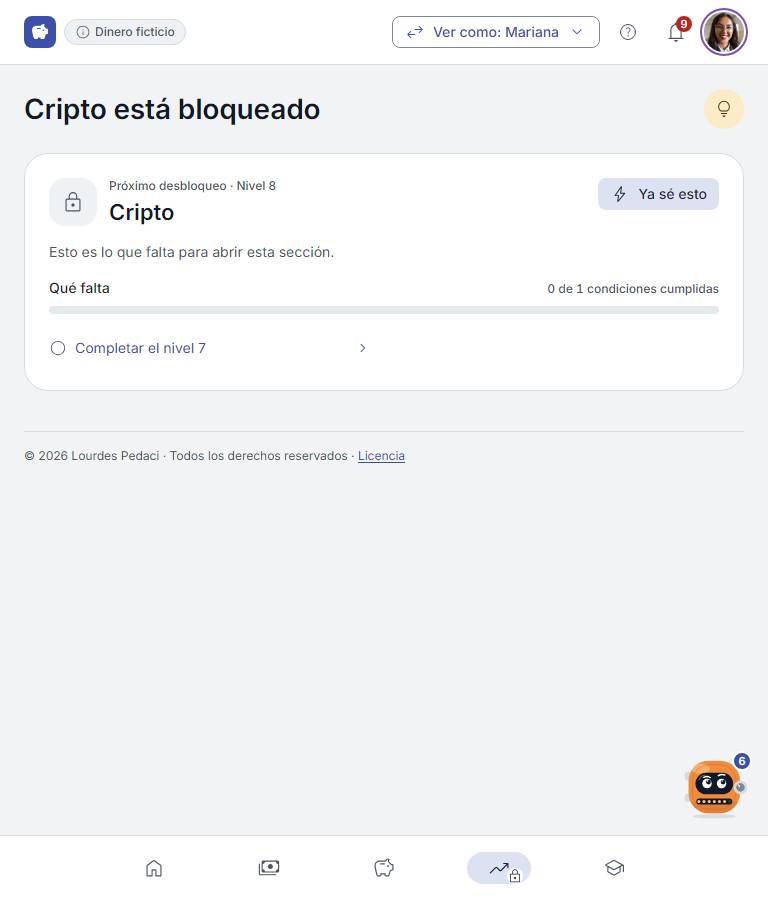 Dinero ficticio
Ver como: Mariana
9
Cripto está bloqueado
Próximo desbloqueo · Nivel 8
Cripto
Ya sé esto
Esto es lo que falta para abrir esta sección.
Qué falta
0 de 1 condiciones cumplidas
Completar el nivel 7
© 2026 Lourdes Pedaci · Todos los derechos reservados · Licencia
6